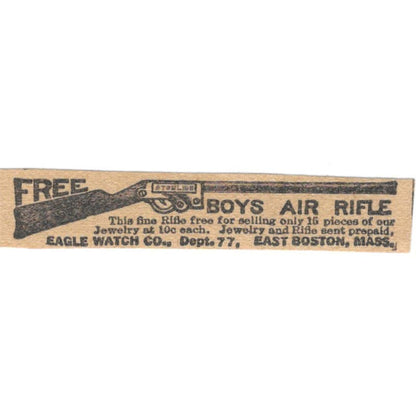 FREE
STERLING
BOYS AIR RIFLE
This fine Rifle free for selling only 15 pieces of our
Jewelry at 10c each. Jewelry and Rifle sent prepaid,
EAGLE WATCH CO., Dept. 77, EAST BOSTON, MASS.